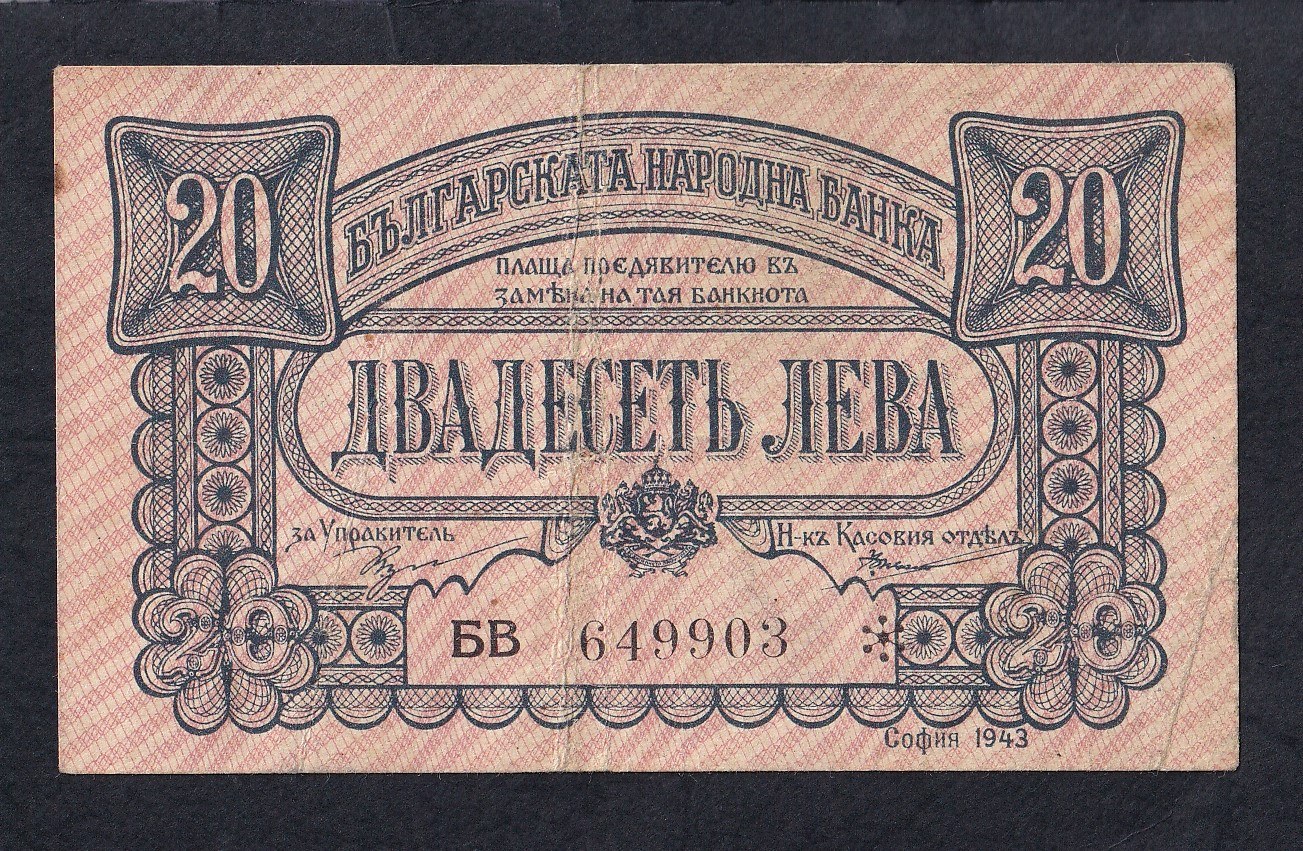 20 20
БЪЛГАРСКАТА НАРОДНА БАНКА
ПЛАЩА ПРЕДЯВИТЕЛЮ ВЪ
ЗАМѢНА НА ТАЯ БАНКНОТА
ДВАДЕСЕТЬ ЛЕВА
за Управитель Н-къ Касовия отдѣлъ
БВ 649903
20 20
София 1943